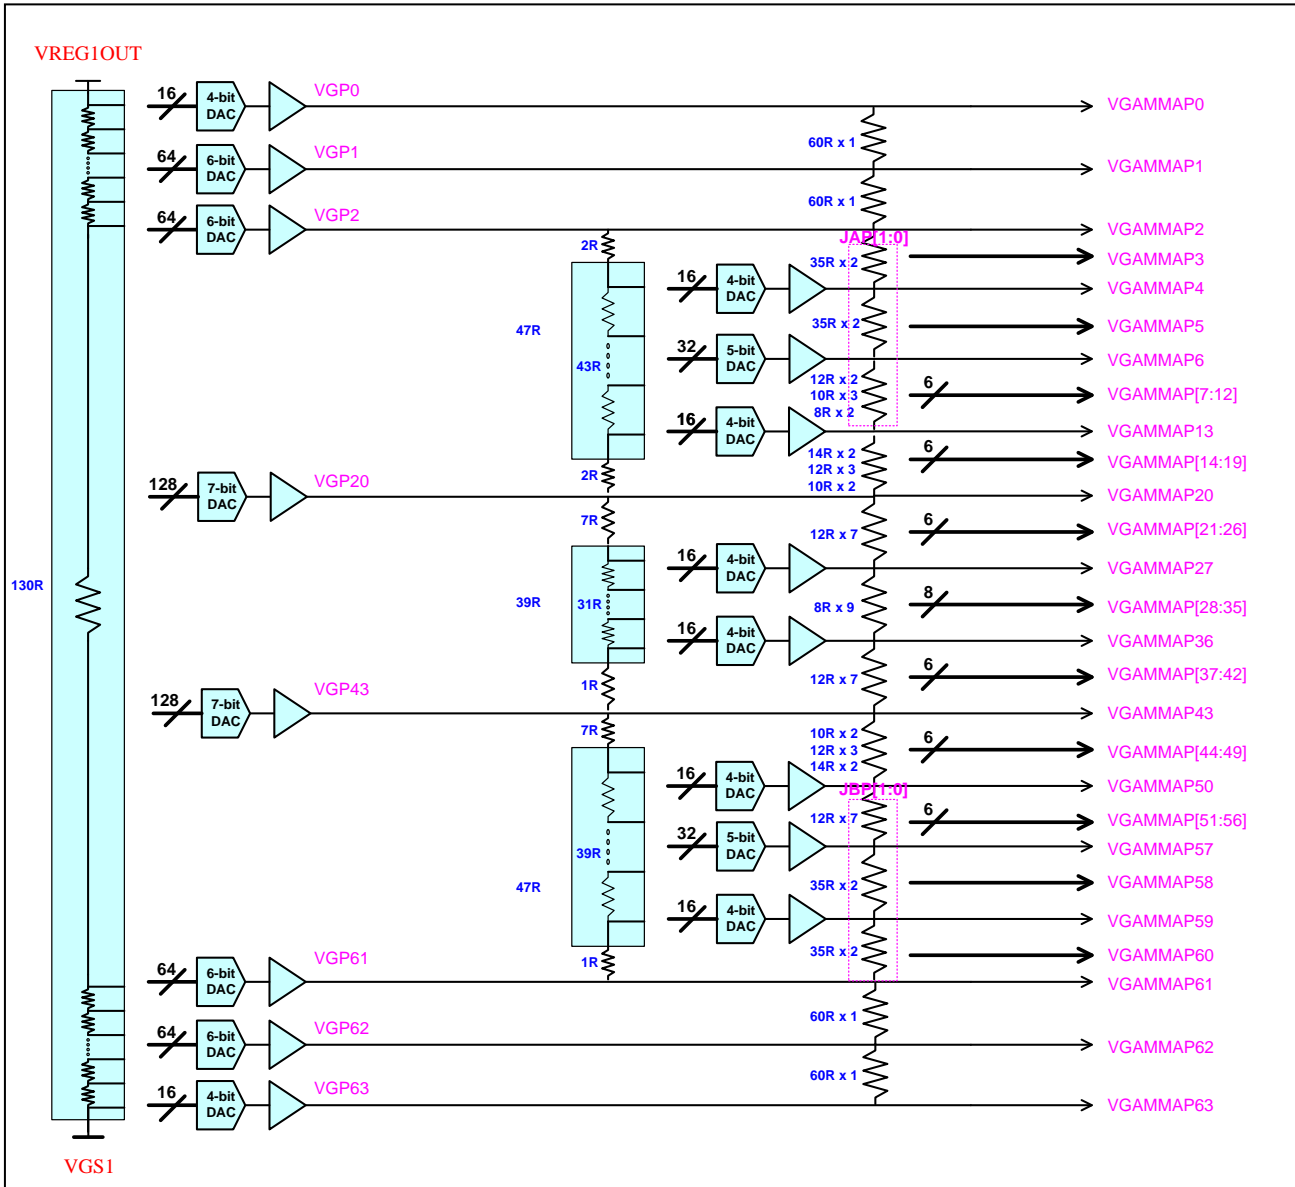 VREG1OUT
16
4-bit
DAC
VGP0
VGAMMAP0
60R x 1
64
6-bit
DAC
VGP1
VGAMMAP1
60R x 1
64
6-bit
DAC
VGP2
VGAMMAP2
2R
JAP[1:0]
35R x 2
VGAMMAP3
16
4-bit
DAC
VGAMMAP4
47R
35R x 2
VGAMMAP5
43R
32
5-bit
DAC
VGAMMAP6
12R x 2
10R x 3
8R x 2
6
VGAMMAP[7:12]
16
4-bit
DAC
VGAMMAP13
14R x 2
12R x 3
10R x 2
6
VGAMMAP[14:19]
2R
128
7-bit
DAC
VGP20
VGAMMAP20
7R
12R x 7
6
VGAMMAP[21:26]
16
4-bit
DAC
VGAMMAP27
130R
39R
31R
8R x 9
8
VGAMMAP[28:35]
16
4-bit
DAC
VGAMMAP36
1R
12R x 7
6
VGAMMAP[37:42]
128
7-bit
DAC
VGP43
VGAMMAP43
7R
10R x 2
12R x 3
14R x 2
6
VGAMMAP[44:49]
16
4-bit
DAC
VGAMMAP50
JBP[1:0]
12R x 7
6
VGAMMAP[51:56]
39R
32
5-bit
DAC
VGAMMAP57
47R
35R x 2
VGAMMAP58
16
4-bit
DAC
VGAMMAP59
1R
35R x 2
VGAMMAP60
64
6-bit
DAC
VGP61
VGAMMAP61
60R x 1
64
6-bit
DAC
VGP62
VGAMMAP62
60R x 1
16
4-bit
DAC
VGP63
VGAMMAP63
VGS1